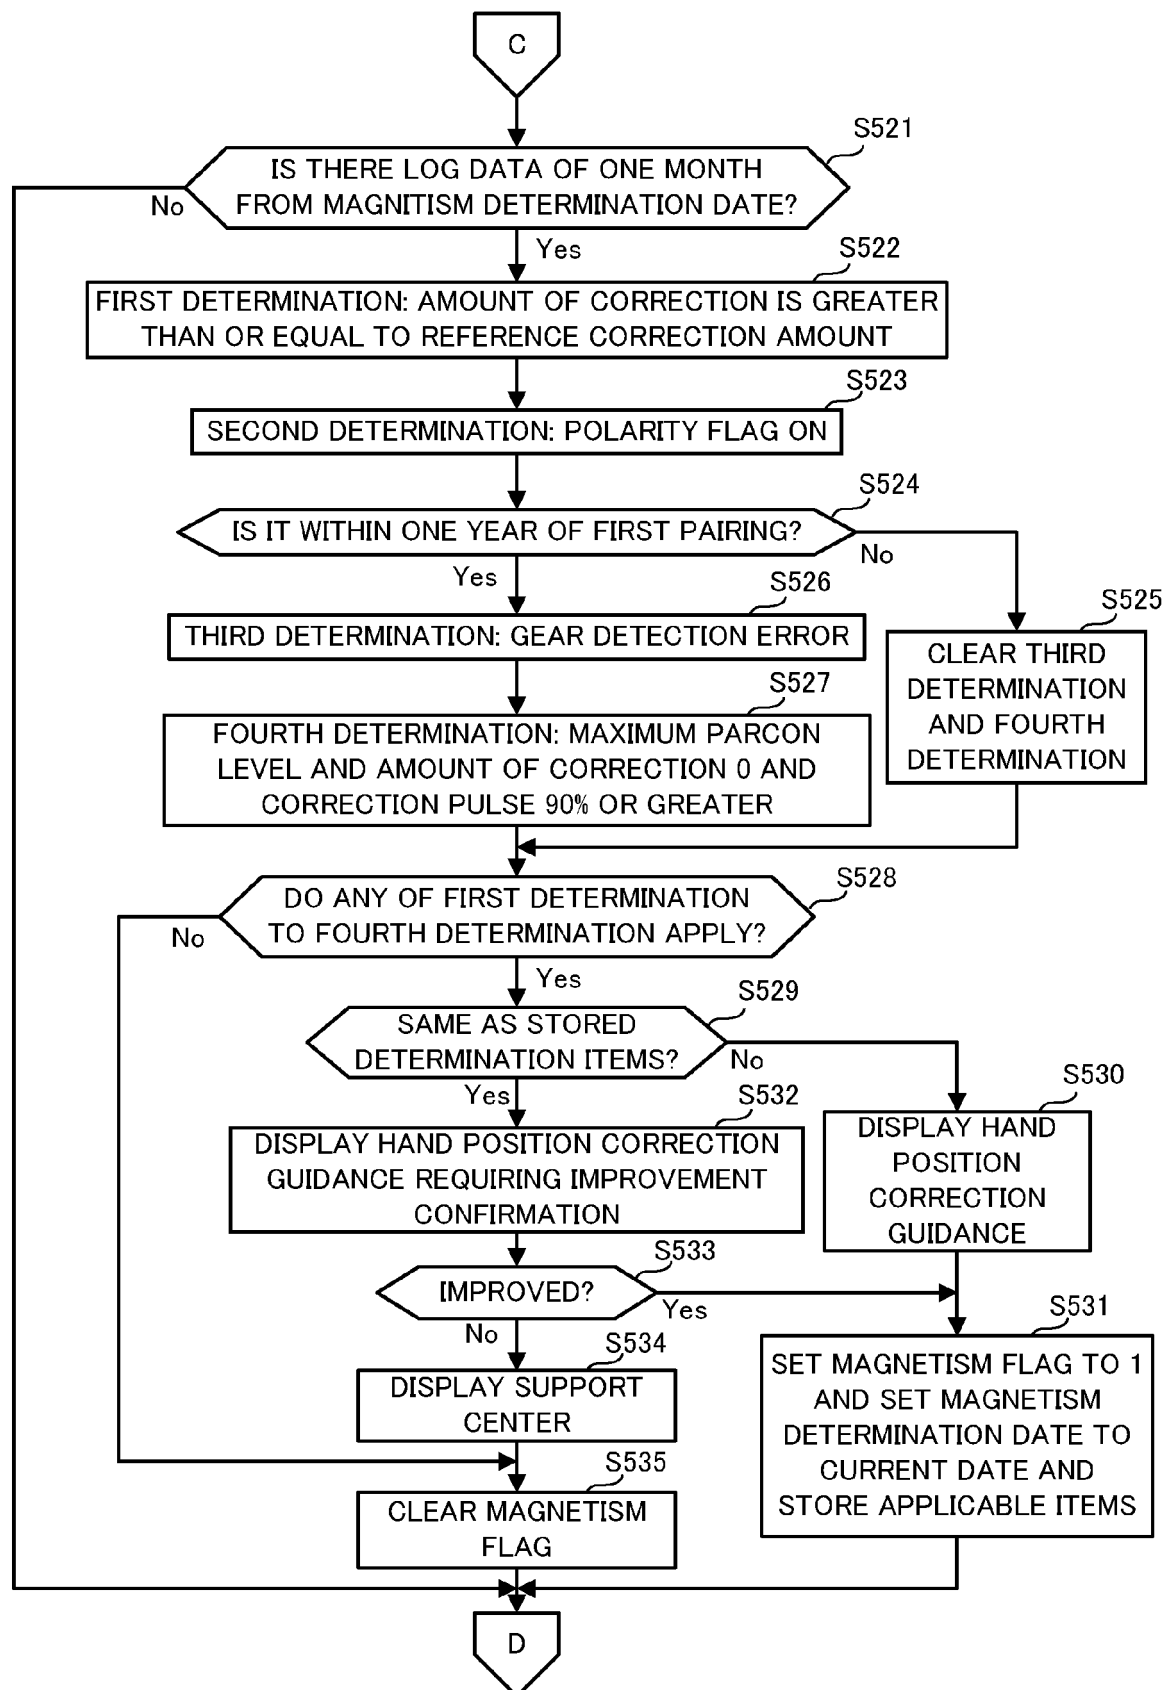 C
S521
IS THERE LOG DATA OF ONE MONTH
FROM MAGNITISM DETERMINATION DATE?
No
Yes
S522
FIRST DETERMINATION: AMOUNT OF CORRECTION IS GREATER
THAN OR EQUAL TO REFERENCE CORRECTION AMOUNT
S523
SECOND DETERMINATION: POLARITY FLAG ON
S524
IS IT WITHIN ONE YEAR OF FIRST PAIRING?
No
Yes
S526
THIRD DETERMINATION: GEAR DETECTION ERROR
S525
CLEAR THIRD
DETERMINATION
AND FOURTH
DETERMINATION
S527
FOURTH DETERMINATION: MAXIMUM PARCON
LEVEL AND AMOUNT OF CORRECTION 0 AND
CORRECTION PULSE 90% OR GREATER
S528
DO ANY OF FIRST DETERMINATION
TO FOURTH DETERMINATION APPLY?
No
Yes
S529
SAME AS STORED
DETERMINATION ITEMS?
No
Yes
S530
DISPLAY HAND
POSITION
CORRECTION
GUIDANCE
S532
DISPLAY HAND POSITION CORRECTION
GUIDANCE REQUIRING IMPROVEMENT
CONFIRMATION
S533
IMPROVED?
Yes
No
S531
SET MAGNETISM FLAG TO 1
AND SET MAGNETISM
DETERMINATION DATE TO
CURRENT DATE AND
STORE APPLICABLE ITEMS
S534
DISPLAY SUPPORT
CENTER
S535
CLEAR MAGNETISM
FLAG
D